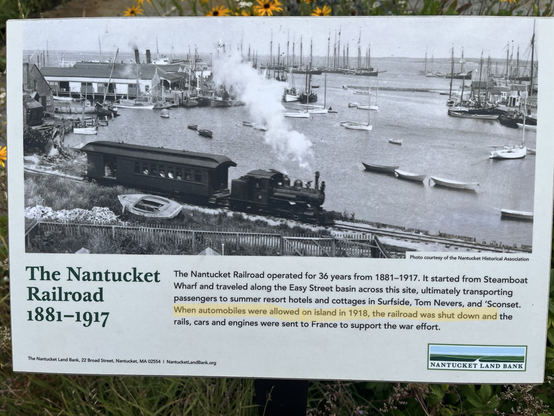 Photo courtesy of the Nantucket Historical Association
The Nantucket
Railroad
1881–1917
The Nantucket Railroad operated for 36 years from 1881–1917. It started from Steamboat
Wharf and traveled along the Easy Street basin across this site, ultimately transporting
passengers to summer resort hotels and cottages in Surfside, Tom Nevers, and ‘Sconset.
When automobiles were allowed on island in 1918, the railroad was shut down and the
rails, cars and engines were sent to France to support the war effort.
The Nantucket Land Bank, 22 Broad Street, Nantucket, MA 02554 / NantucketLandBank.org
NANTUCKET LAND BANK